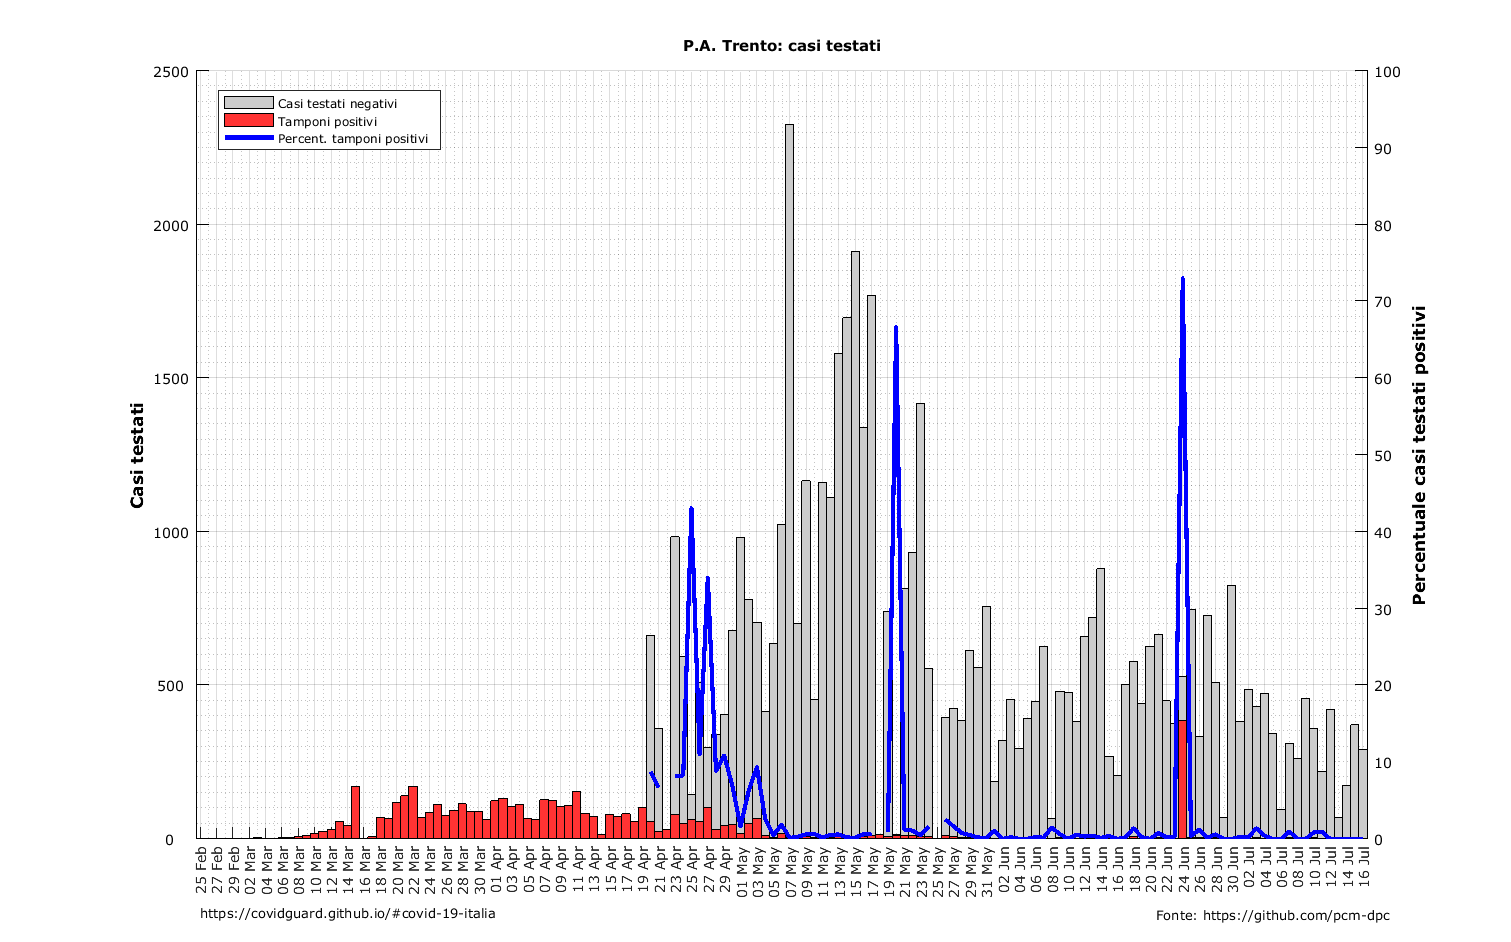 P.A. Trento: casi testati
Casi testati negativi
Tamponi positivi
Percent. tamponi positivi
Casi testati
2500
2000
1500
1000
500
0
100
90
80
70
60
50
40
30
20
10
0
Percentuale casi testati positivi
25 Feb
27 Feb
29 Feb
02 Mar
04 Mar
06 Mar
08 Mar
10 Mar
12 Mar
14 Mar
16 Mar
18 Mar
20 Mar
22 Mar
24 Mar
26 Mar
28 Mar
30 Mar
01 Apr
03 Apr
05 Apr
07 Apr
09 Apr
11 Apr
13 Apr
15 Apr
17 Apr
19 Apr
21 Apr
23 Apr
25 Apr
27 Apr
29 Apr
01 May
03 May
05 May
07 May
09 May
11 May
13 May
15 May
17 May
19 May
21 May
23 May
25 May
27 May
29 May
31 May
02 Jun
04 Jun
06 Jun
08 Jun
10 Jun
12 Jun
14 Jun
16 Jun
18 Jun
20 Jun
22 Jun
24 Jun
26 Jun
28 Jun
30 Jun
02 Jul
04 Jul
06 Jul
08 Jul
10 Jul
12 Jul
14 Jul
16 Jul
https://covidguard.github.io/#covid-19-italia
Fonte: https://github.com/pcm-dpc